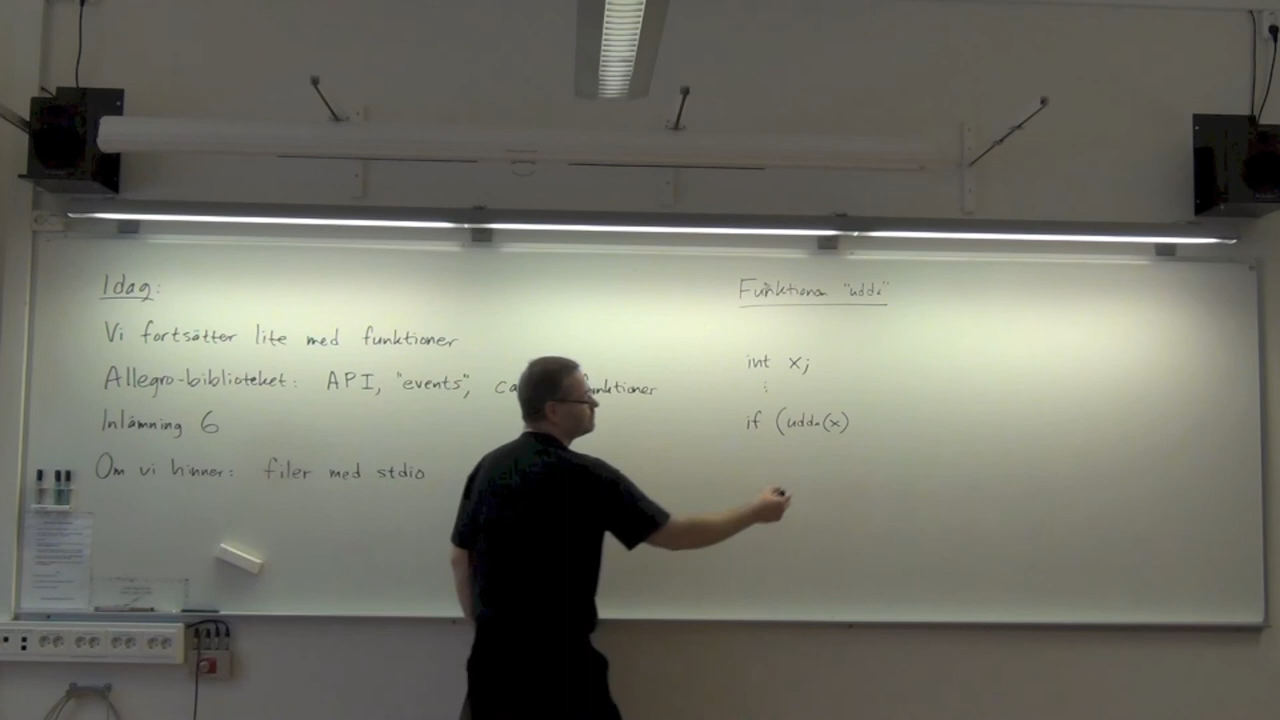 Idag:
Vi fortsätter lite med funktioner
Allegro-biblioteket: API, "events",
Inlämning 6
Om vi hinner: filer med stdio
Funktionen "udda"
int x;
⋮
if (udda(x)